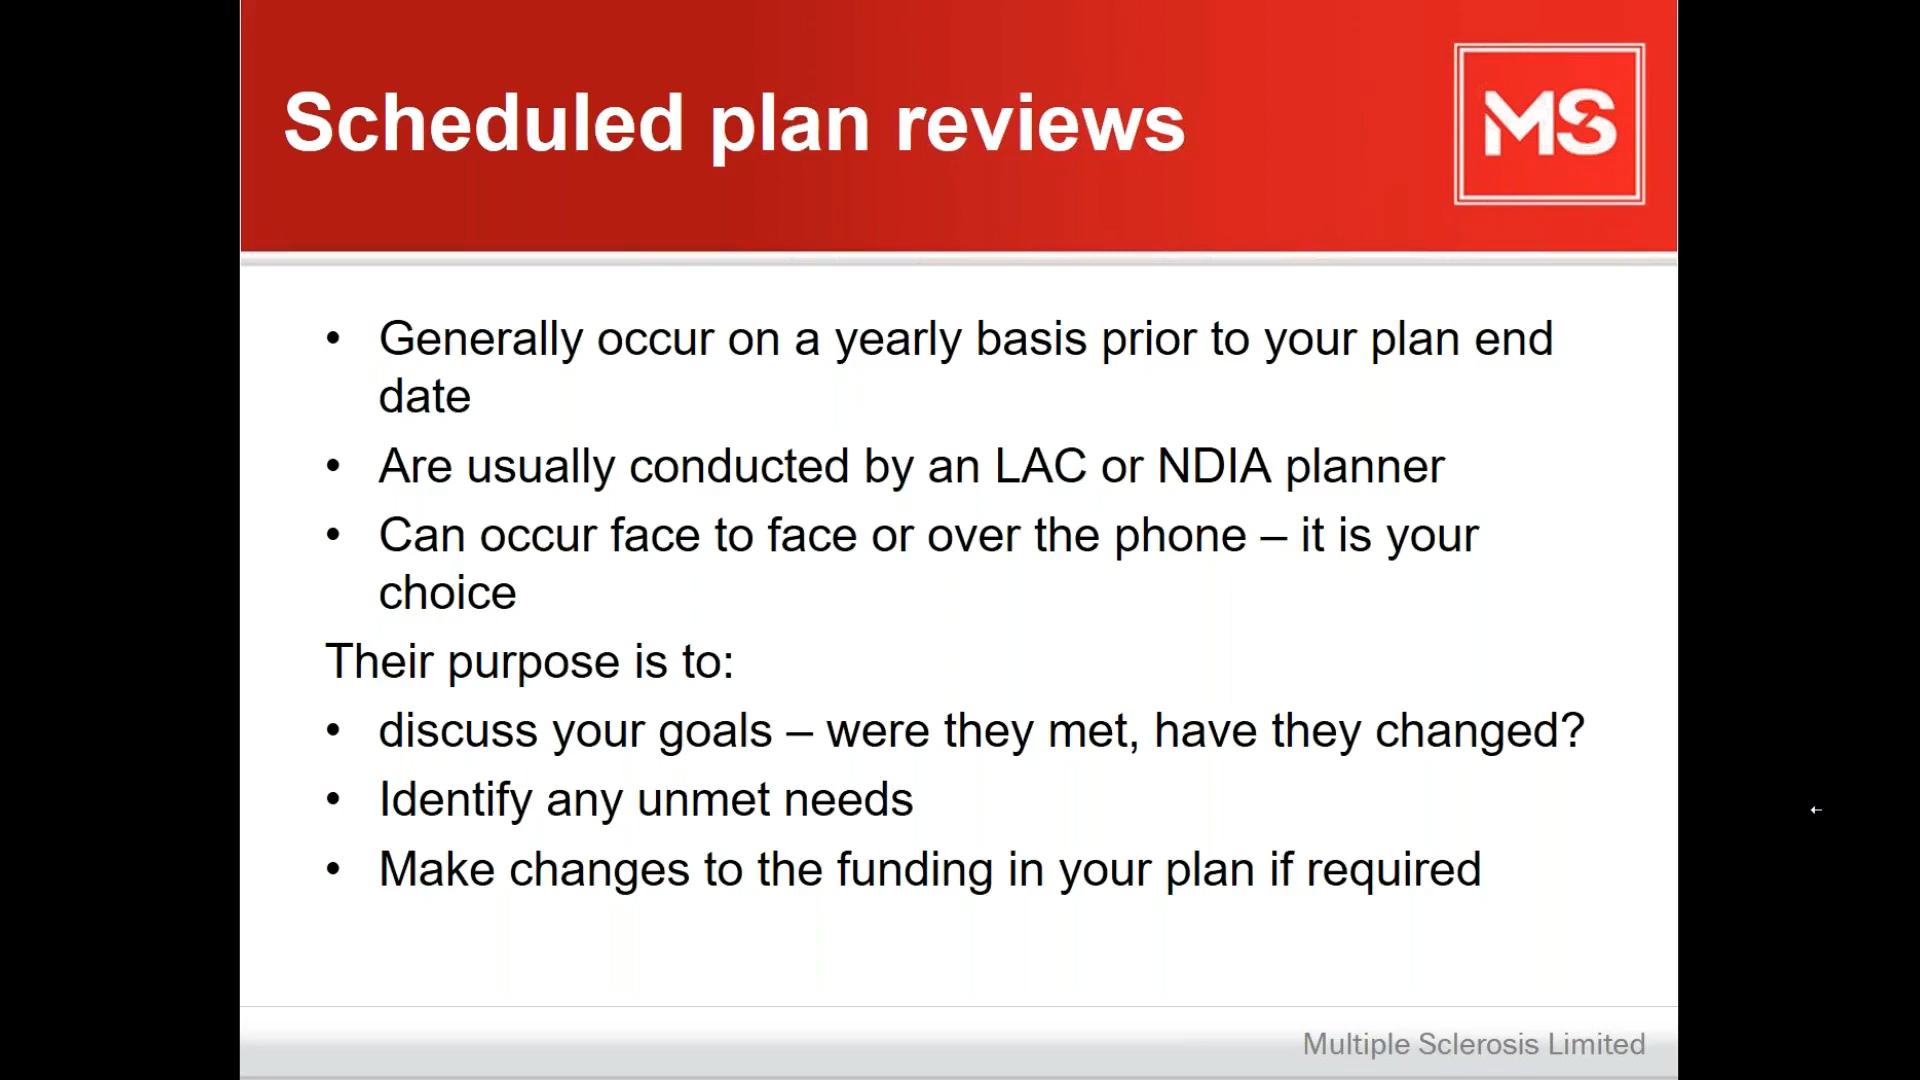 Scheduled plan reviews
MS
• Generally occur on a yearly basis prior to your plan end
date
• Are usually conducted by an LAC or NDIA planner
• Can occur face to face or over the phone – it is your
choice
Their purpose is to:
• discuss your goals – were they met, have they changed?
• Identify any unmet needs
• Make changes to the funding in your plan if required
Multiple Sclerosis Limited